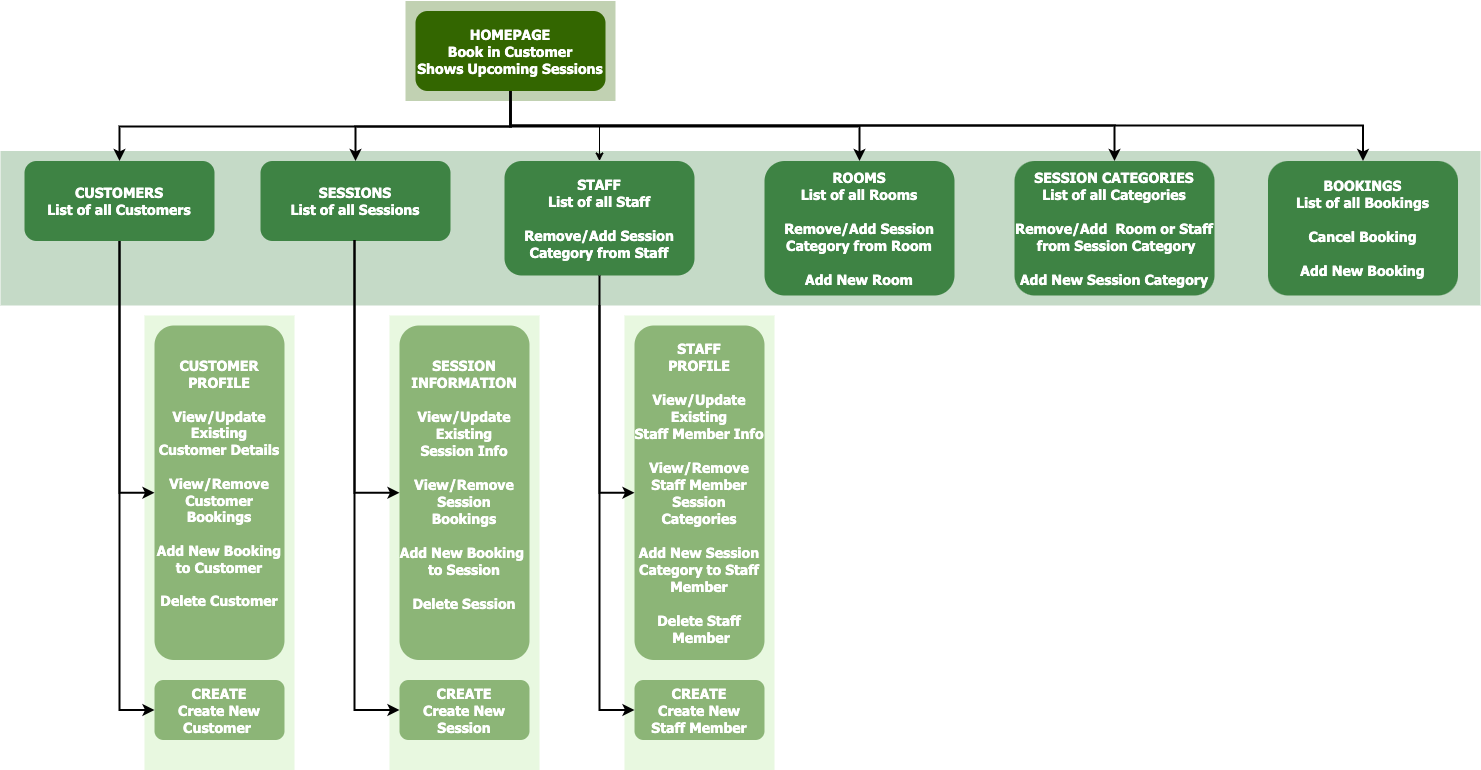 HOMEPAGE
Book in Customer
Shows Upcoming Sessions
CUSTOMERS
List of all Customers
SESSIONS
List of all Sessions
STAFF
List of all Staff
Remove/Add Session
Category from Staff
ROOMS
List of all Rooms
Remove/Add Session
Category from Room
Add New Room
SESSION CATEGORIES
List of all Categories
Remove/Add  Room or Staff
from Session Category
Add New Session Category
BOOKINGS
List of all Bookings
Cancel Booking
Add New Booking
CUSTOMER
PROFILE
View/Update
Existing
Customer Details
View/Remove
Customer
Bookings
Add New Booking
to Customer
Delete Customer
SESSION
INFORMATION
View/Update
Existing
Session Info
View/Remove
Session
Bookings
Add New Booking
to Session
Delete Session
STAFF
PROFILE
View/Update
Existing
Staff Member Info
View/Remove
Staff Member
Session
Categories
Add New Session
Category to Staff
Member
Delete Staff
Member
CREATE
Create New
Customer
CREATE
Create New
Session
CREATE
Create New
Staff Member